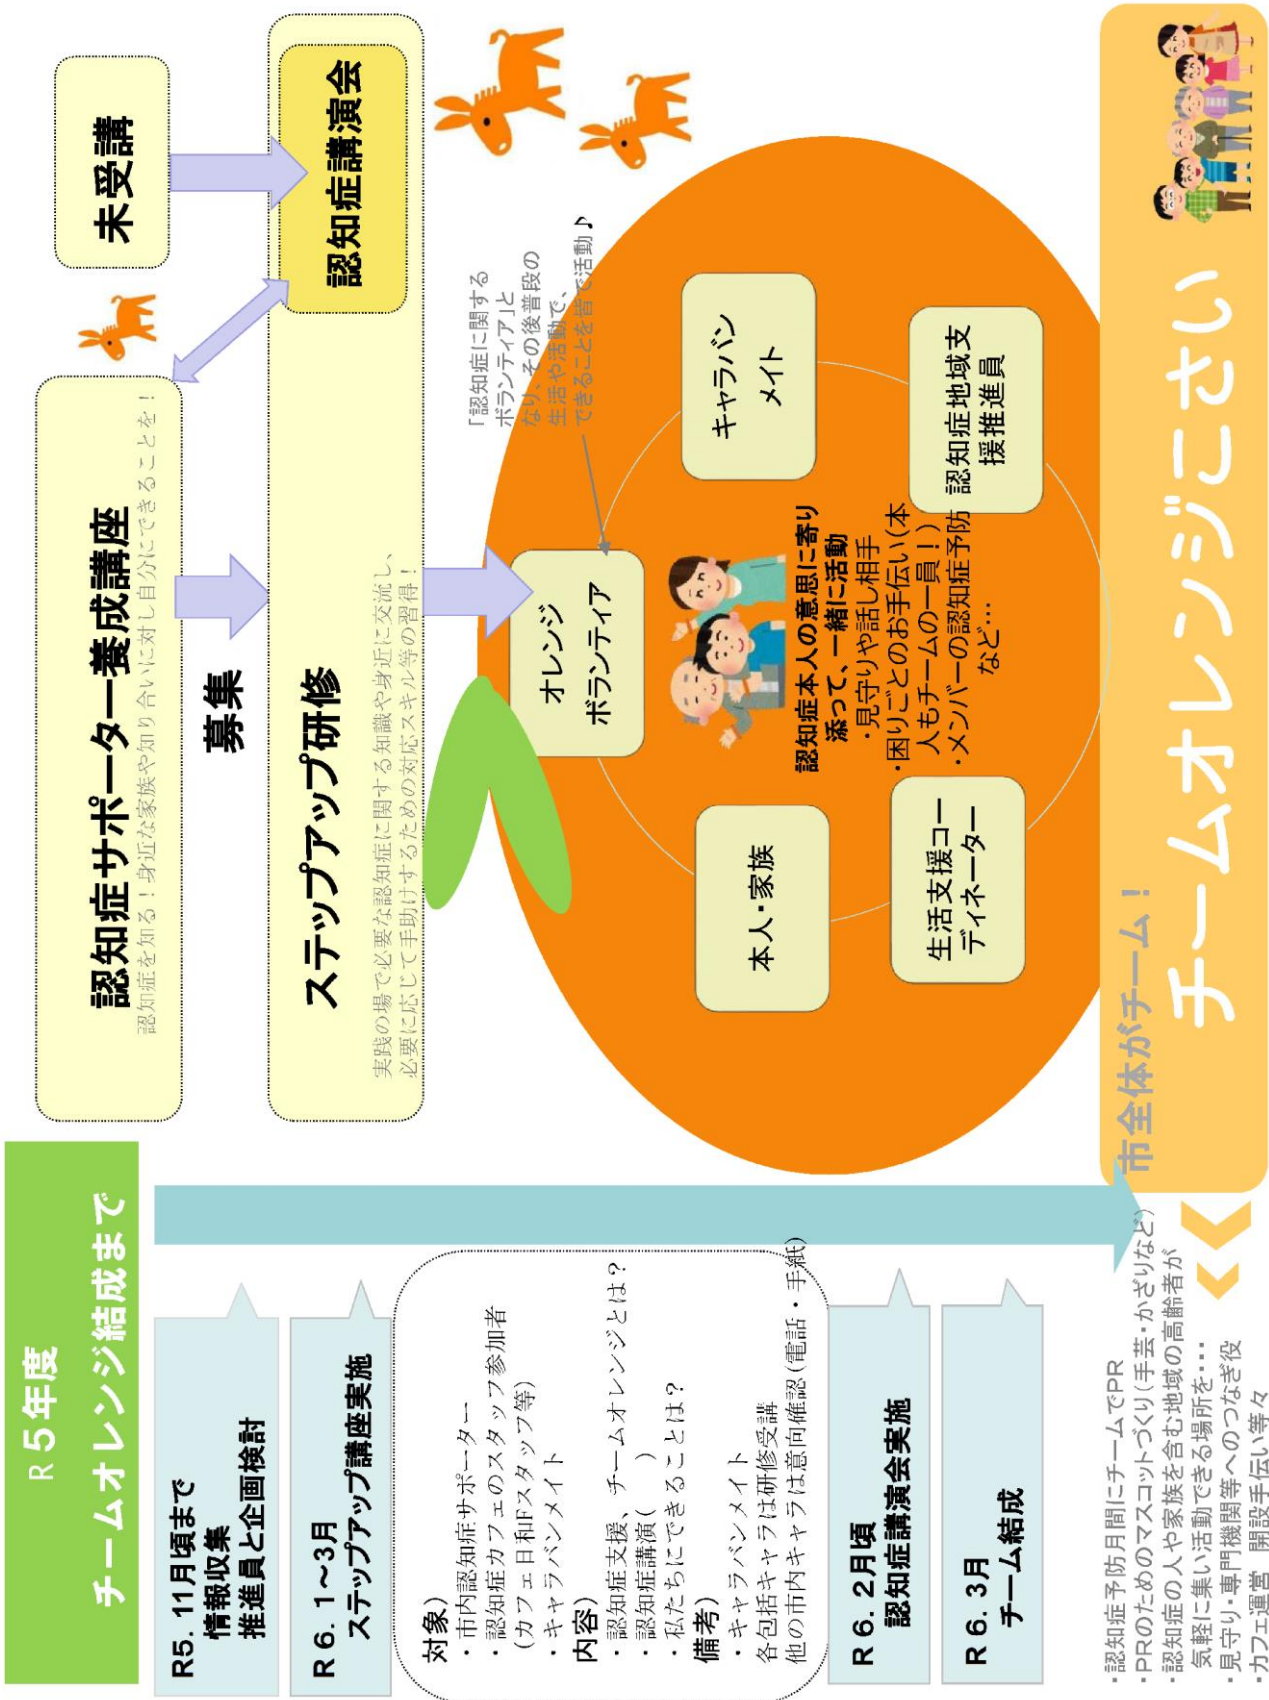 R5年度
チームオレンジ結成まで
R5. 11月頃まで
情報収集
推進員と企画検討
R 6. 1～3月
ステップアップ講座実施
対象)
・市内認知症サポーター
・認知症カフェのスタッフ参加者
(カフェ日和Fスタッフ等)
・キャラバンメイト
内容)
・認知症支援、チームオレンジとは？
・認知症講演(　　)
・私たちにできることは？
備考)
・キャラバンメイト
各包括キャラは研修受講
他の市内キャラは意向確認(電話・手紙)
R 6. 2月頃
認知症講演会実施
R 6. 3月
チーム結成
・認知症予防月間にチームでPR
・PRのためのマスコットづくり(手芸・かざりなど)
・認知症の人や家族を含む地域の高齢者が
気軽に集い活動できる場所を・・・・
・見守り・専門機関等へのつなぎ役
・カフェ運営　開設手伝い等々
認知症サポーター養成講座
認知症を知る！身近な家族や知り合いに対し自分にできることを！
未受講
募集
ステップアップ研修
実践の場で必要な認知症に関する知識や身近に交流し、
必要に応じて手助けするための対応スキル等の習得！
認知症講演会
「認知症に関する
ボランティア」と
なり、その後普段の
生活や活動で、
できることを皆で活動♪
オレンジ
ボランティア
本人・家族
キャラバン
メイト
認知症本人の意思に寄り
添って、一緒に活動
・見守りや話し相手
・困りごとのお手伝い(本
人もチームの一員！)
・メンバーの認知症予防
など…
生活支援コー
ディネーター
認知症地域支
援推進員
市全体がチーム！
チームオレンジこさい